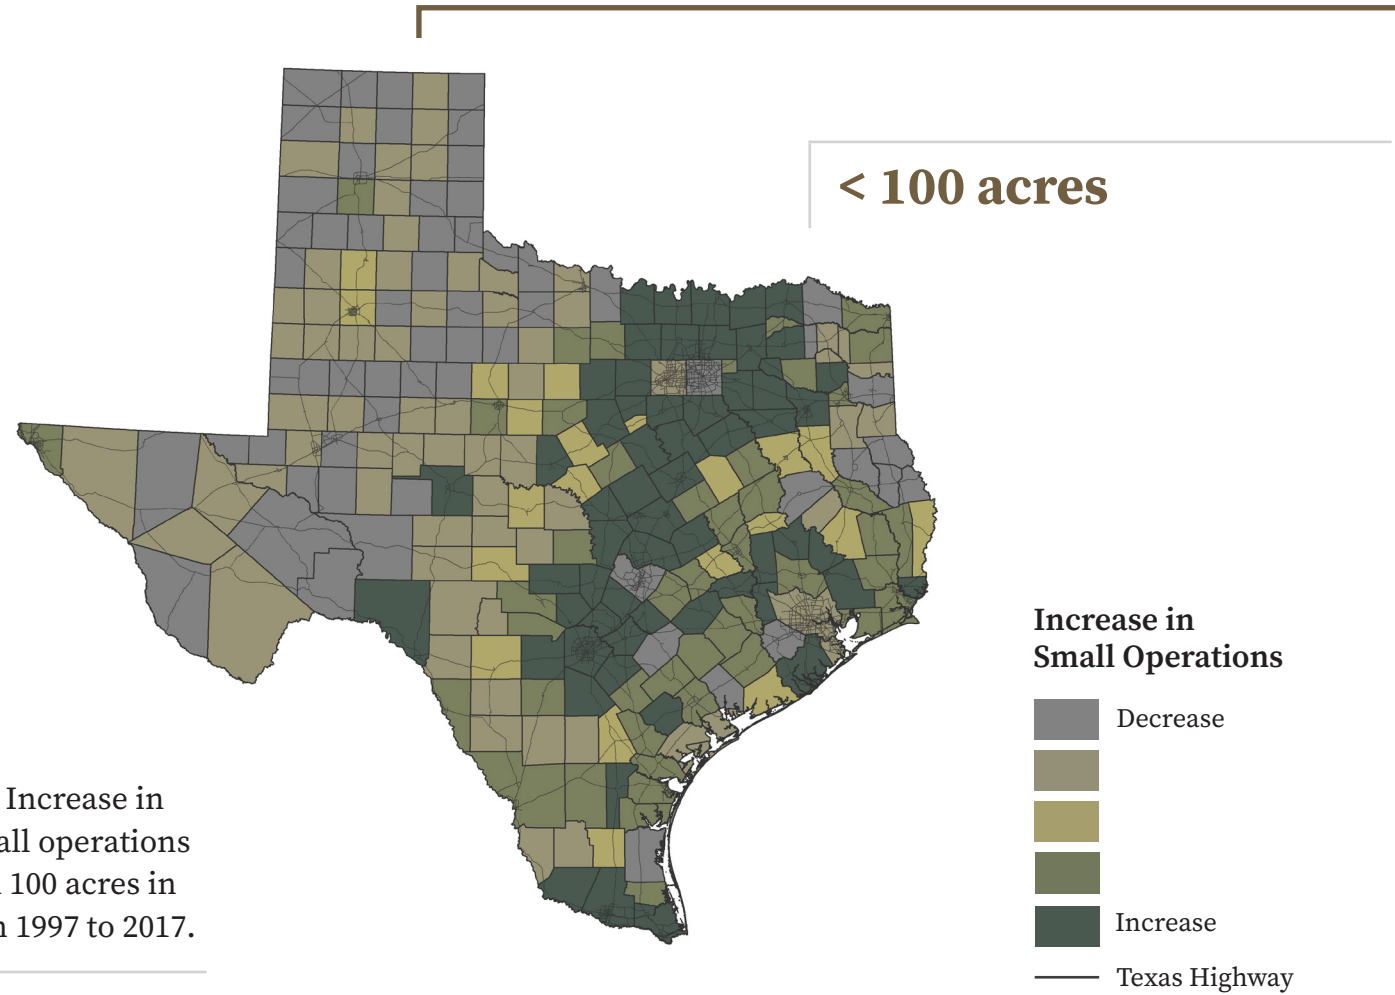 < 100 acres
Increase in
Small Operations
Decrease
Increase
Texas Highway
Increase in
all operations
100 acres in
1997 to 2017.